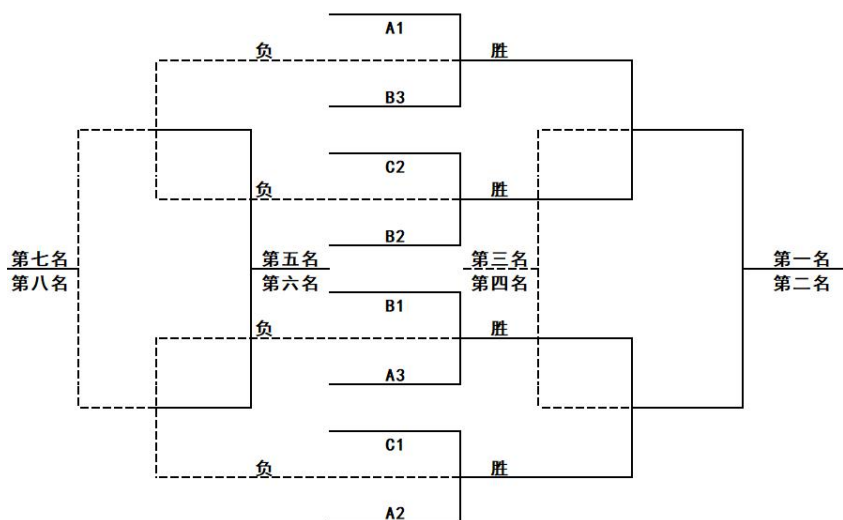 A1
负 胜
B3
C2
负 胜
B2
第七名 第五名 第三名 第一名
第八名 第六名 第四名 第二名
B1
负 胜
A3
C1
负 胜
A2